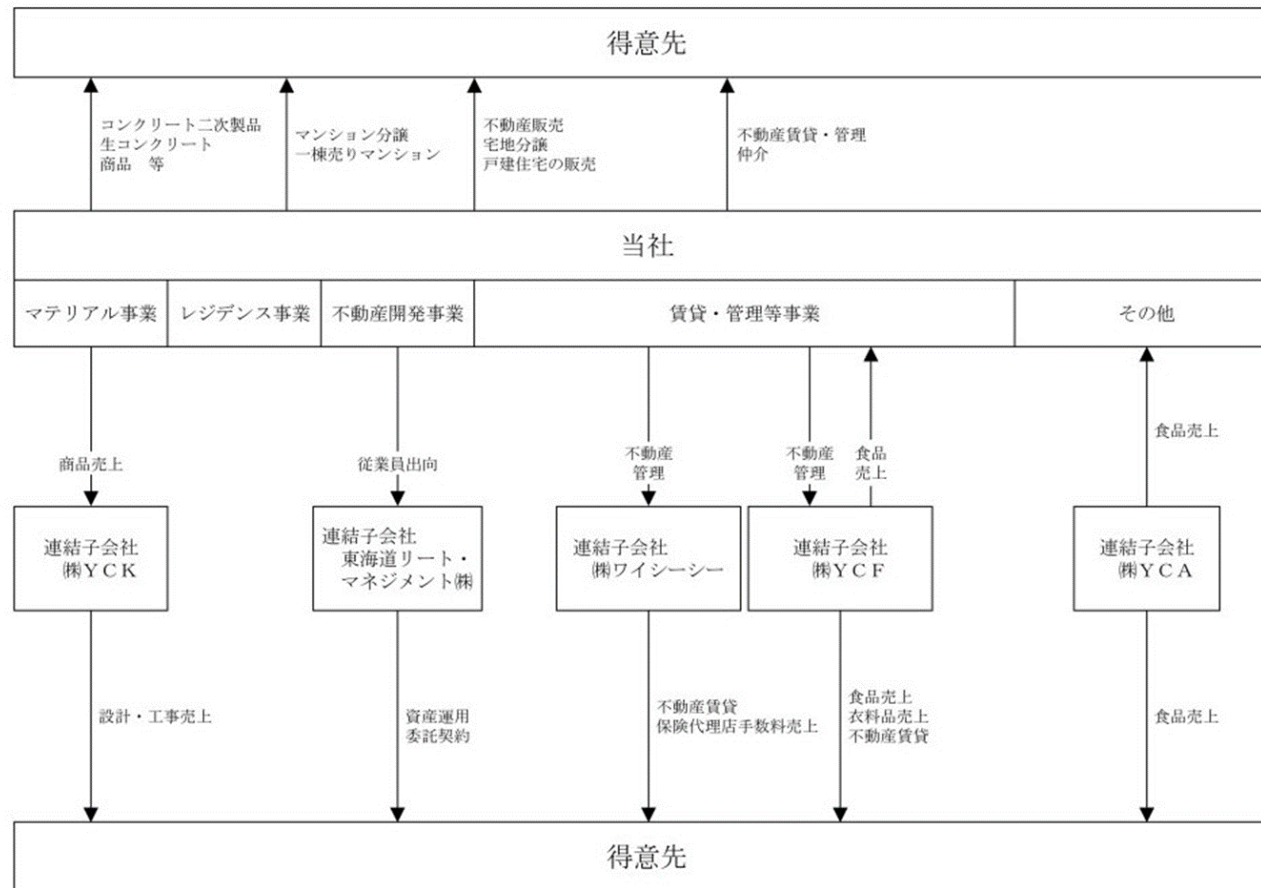 得意先
コンクリート二次製品
生コンクリート
商品　等
マンション分譲
一棟売りマンション
不動産販売
宅地分譲
戸建住宅の販売
不動産賃貸・管理
仲介
当社
マテリアル事業
レジデンス事業
不動産開発事業
賃貸・管理等事業
その他
商品売上
従業員出向
不動産
管理
不動産
管理
食品
売上
食品売上
連結子会社
㈱ＹＣＫ
連結子会社
東海道リート・
マネジメント㈱
連結子会社
㈱ワイシーシー
連結子会社
㈱ＹＣＦ
連結子会社
㈱ＹＣＡ
設計・工事売上
資産運用
委託契約
不動産賃貸
保険代理店手数料売上
食品売上
衣料品売上
不動産賃貸
食品売上
得意先